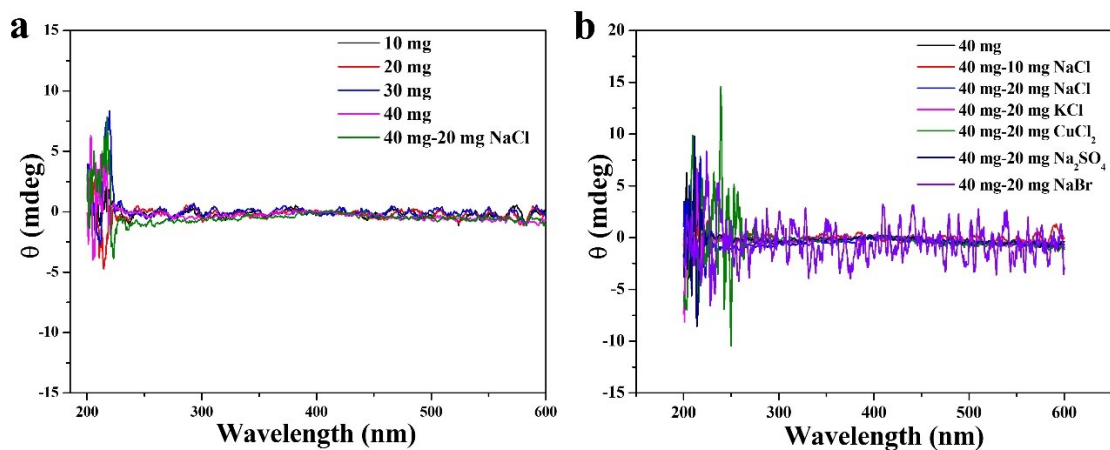 a
15
10
5
0
-5
-10
-15
θ (mdeg)
200
300
400
500
600
Wavelength (nm)
10 mg
20 mg
30 mg
40 mg
40 mg-20 mg NaCl
b
20
15
10
5
0
-5
-10
-15
θ (mdeg)
200
300
400
500
600
Wavelength (nm)
40 mg
40 mg-10 mg NaCl
40 mg-20 mg NaCl
40 mg-20 mg KCl
40 mg-20 mg CuCl₂
40 mg-20 mg Na₂SO₄
40 mg-20 mg NaBr